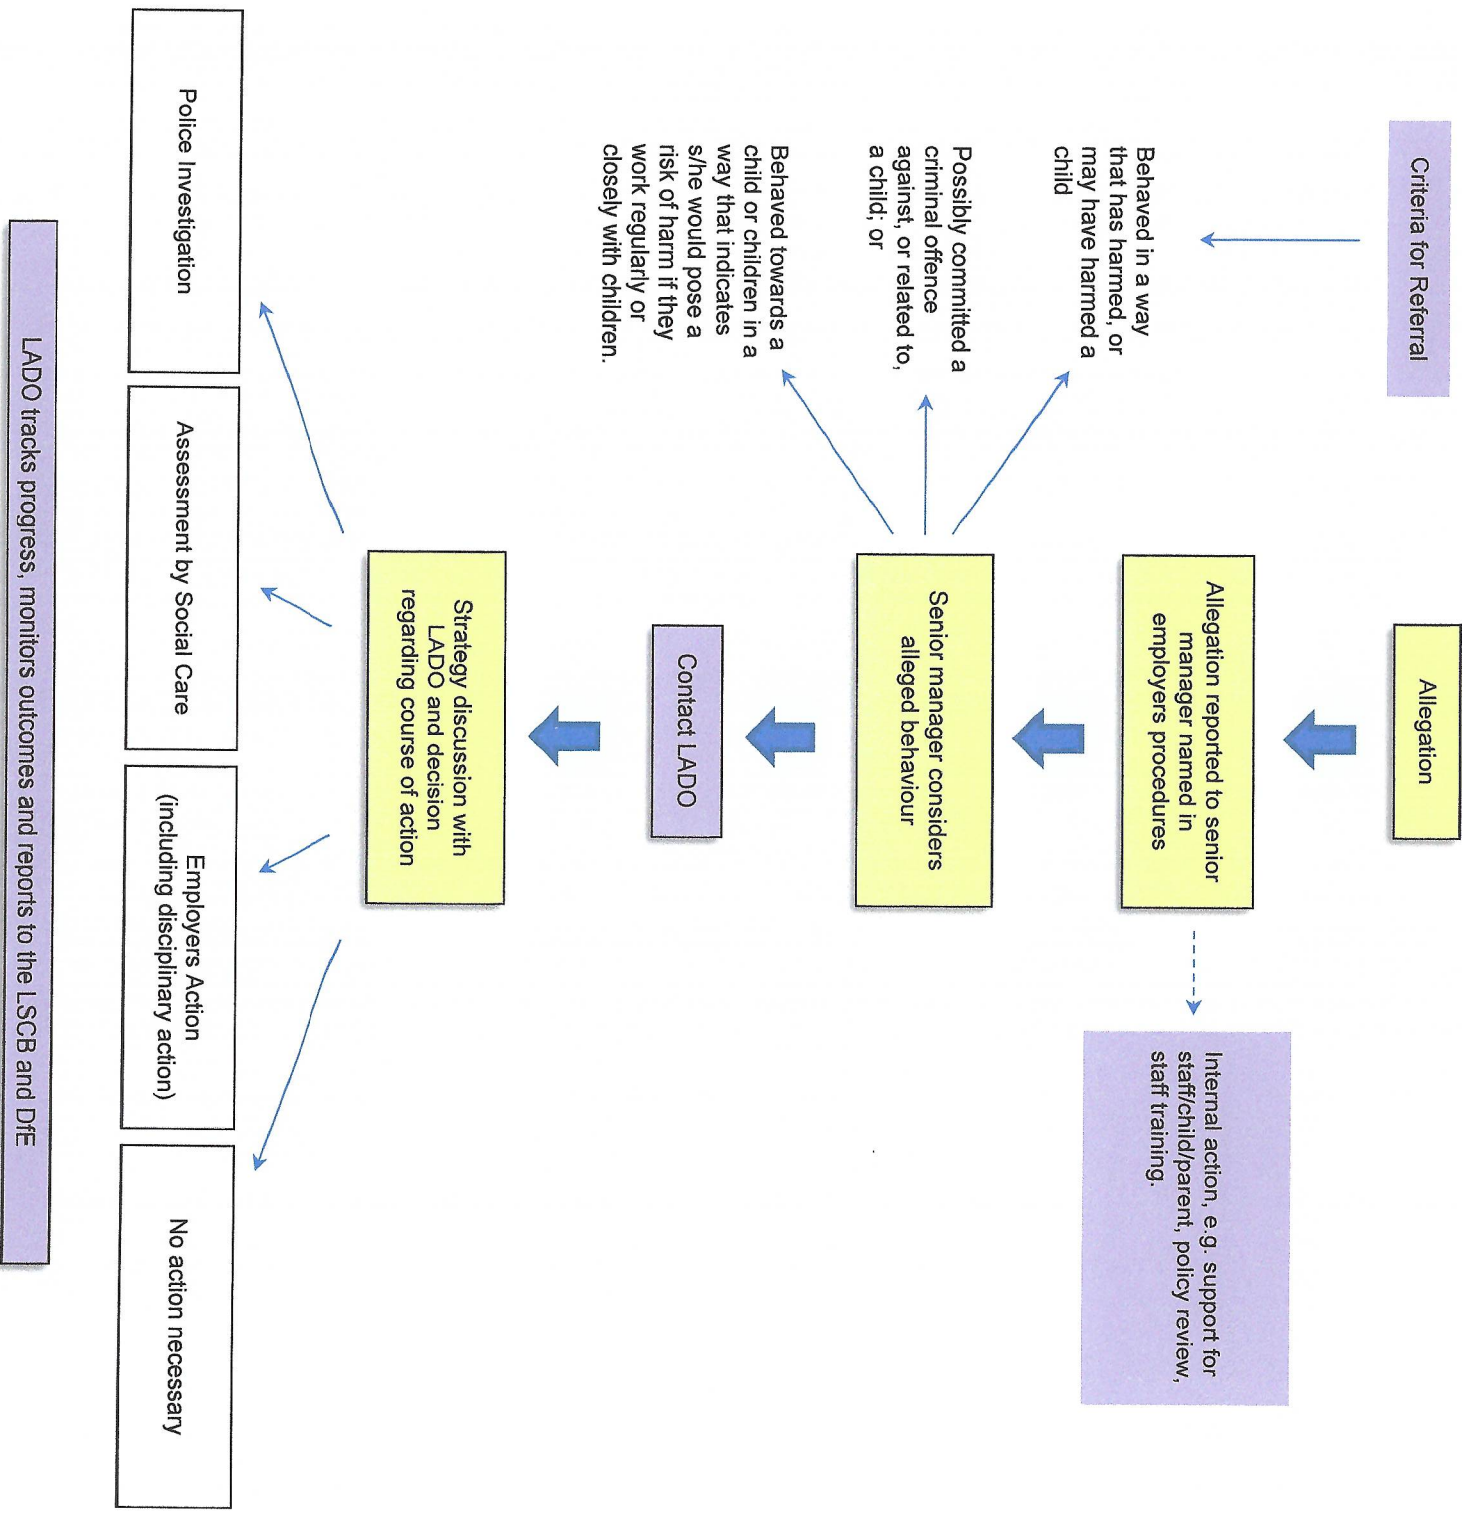 Criteria for Referral
Allegation
Behaved in a way
that has harmed, or
may have harmed a
child
Allegation reported to senior
manager named in
employers procedures
Internal action, e.g. support for
staff/child/parent, policy review,
staff training.
Possibly committed a
criminal offence
against, or related to,
a child; or
Senior manager considers
alleged behaviour
Behaved towards a
child or children in a
way that indicates
s/he would pose a
risk of harm if they
work regularly or
closely with children.
Contact LADO
Strategy discussion with
LADO and decision
regarding course of action
Police Investigation
Assessment by Social Care
Employers Action
(including disciplinary action)
No action necessary
LADO tracks progress, monitors outcomes and reports to the LSCB and DfE